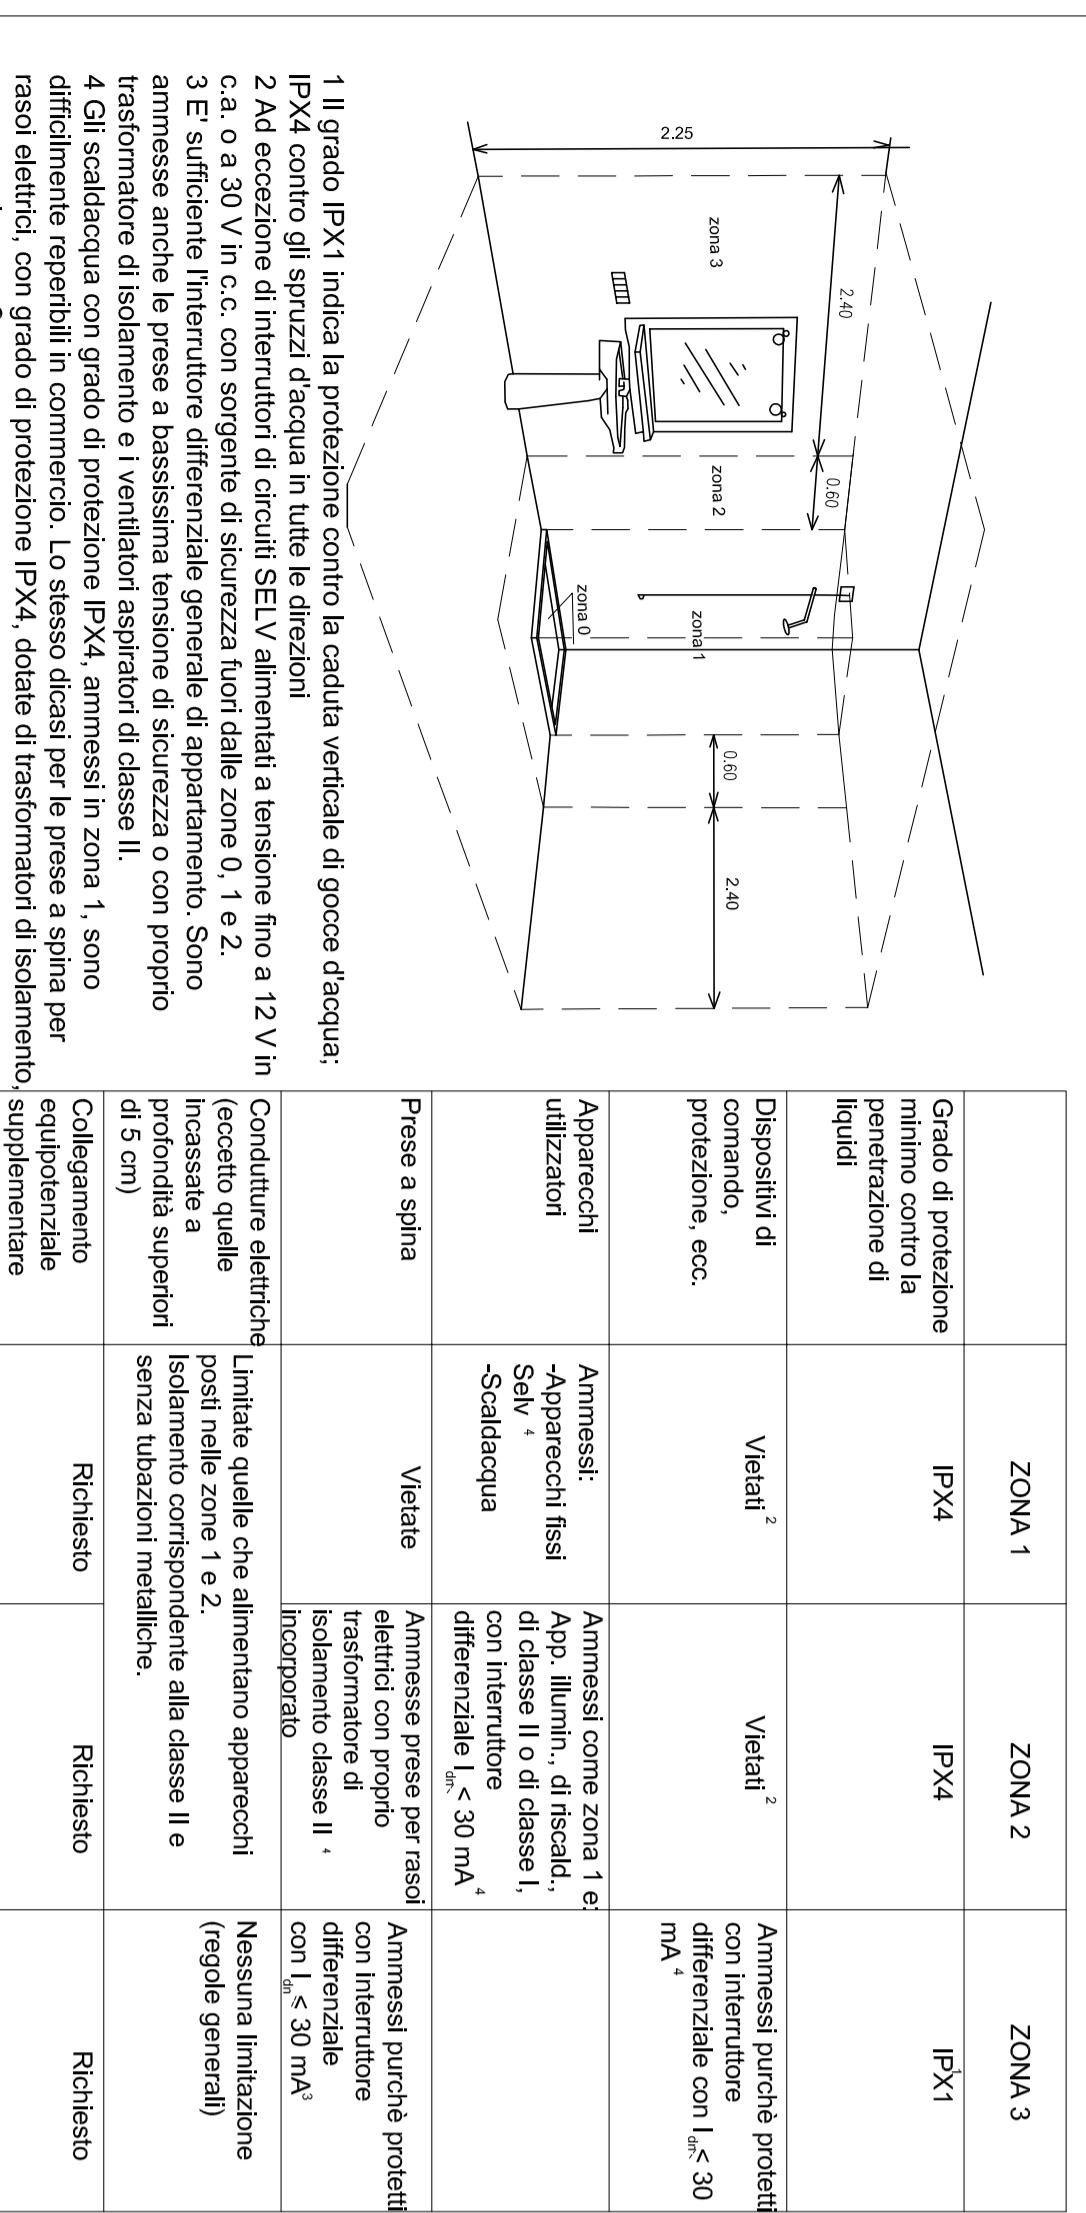 2.25
zona 3
2.40
0.60
zona 2
zona 0
zona 1
0.60
2.40
1 Il grado IPX1 indica la protezione contro la caduta verticale di gocce d'acqua;
IPX4 contro gli spruzzi d'acqua in tutte le direzioni
2 Ad eccezione di interruttori di circuiti SELV alimentati a tensione fino a 12 V in
c.a. o a 30 V in c.c. con sorgente di sicurezza fuori dalle zone 0, 1 e 2.
3 E' sufficiente l'interruttore differenziale generale di appartamento. Sono
ammesse anche le prese a bassissima tensione di sicurezza o con proprio
trasformatore di isolamento e i ventilatori aspiratori di classe II.
4 Gli scaldacqua con grado di protezione IPX4, ammessi in zona 1, sono
difficilmente reperibili in commercio. Lo stesso dicasi per le prese a spina per
rasoi elettrici, con grado di protezione IPX4, dotate di trasformatori di isolamento,
ZONA 1
ZONA 2
ZONA 3
Grado di protezione
minimo contro la
penetrazione di
liquidi
IPX4
IPX4
IPX1 1
Dispositivi di
comando,
protezione, ecc.
Vietati 2
Vietati 2
Ammessi purchè protetti
con interruttore
differenziale con I dn < 30
mA 4
Apparecchi
utilizzatori
Ammessi:
-Apparecchi fissi
Selv 4
-Scaldacqua
Ammessi come zona 1 e:
App. illumin., di riscald.,
di classe II o di classe I,
con interruttore
differenziale I dn < 30 mA 4
Prese a spina
Vietate
Ammesse prese per rasoi
elettrici con proprio
trasformatore di
isolamento classe II 4
incorporato
Ammessi purchè protetti
con interruttore
differenziale
con I dn ≤ 30 mA 3
Condutture elettriche
(eccetto quelle
incassate a
profondità superiori
di 5 cm)
Limitate quelle che alimentano apparecchi
posti nelle zone 1 e 2.
Isolamento corrispondente alla classe II e
senza tubazioni metalliche.
Nessuna limitazione
(regole generali)
Collegamento
equipotenziale
supplementare
Richiesto
Richiesto
Richiesto